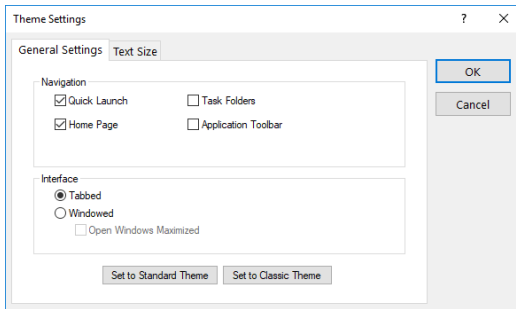 Theme Settings
?
General Settings
Text Size
OK
Cancel
Navigation
Quick Launch
Task Folders
Home Page
Application Toolbar
Interface
Tabbed
Windowed
Open Windows Maximized
Set to Standard Theme
Set to Classic Theme